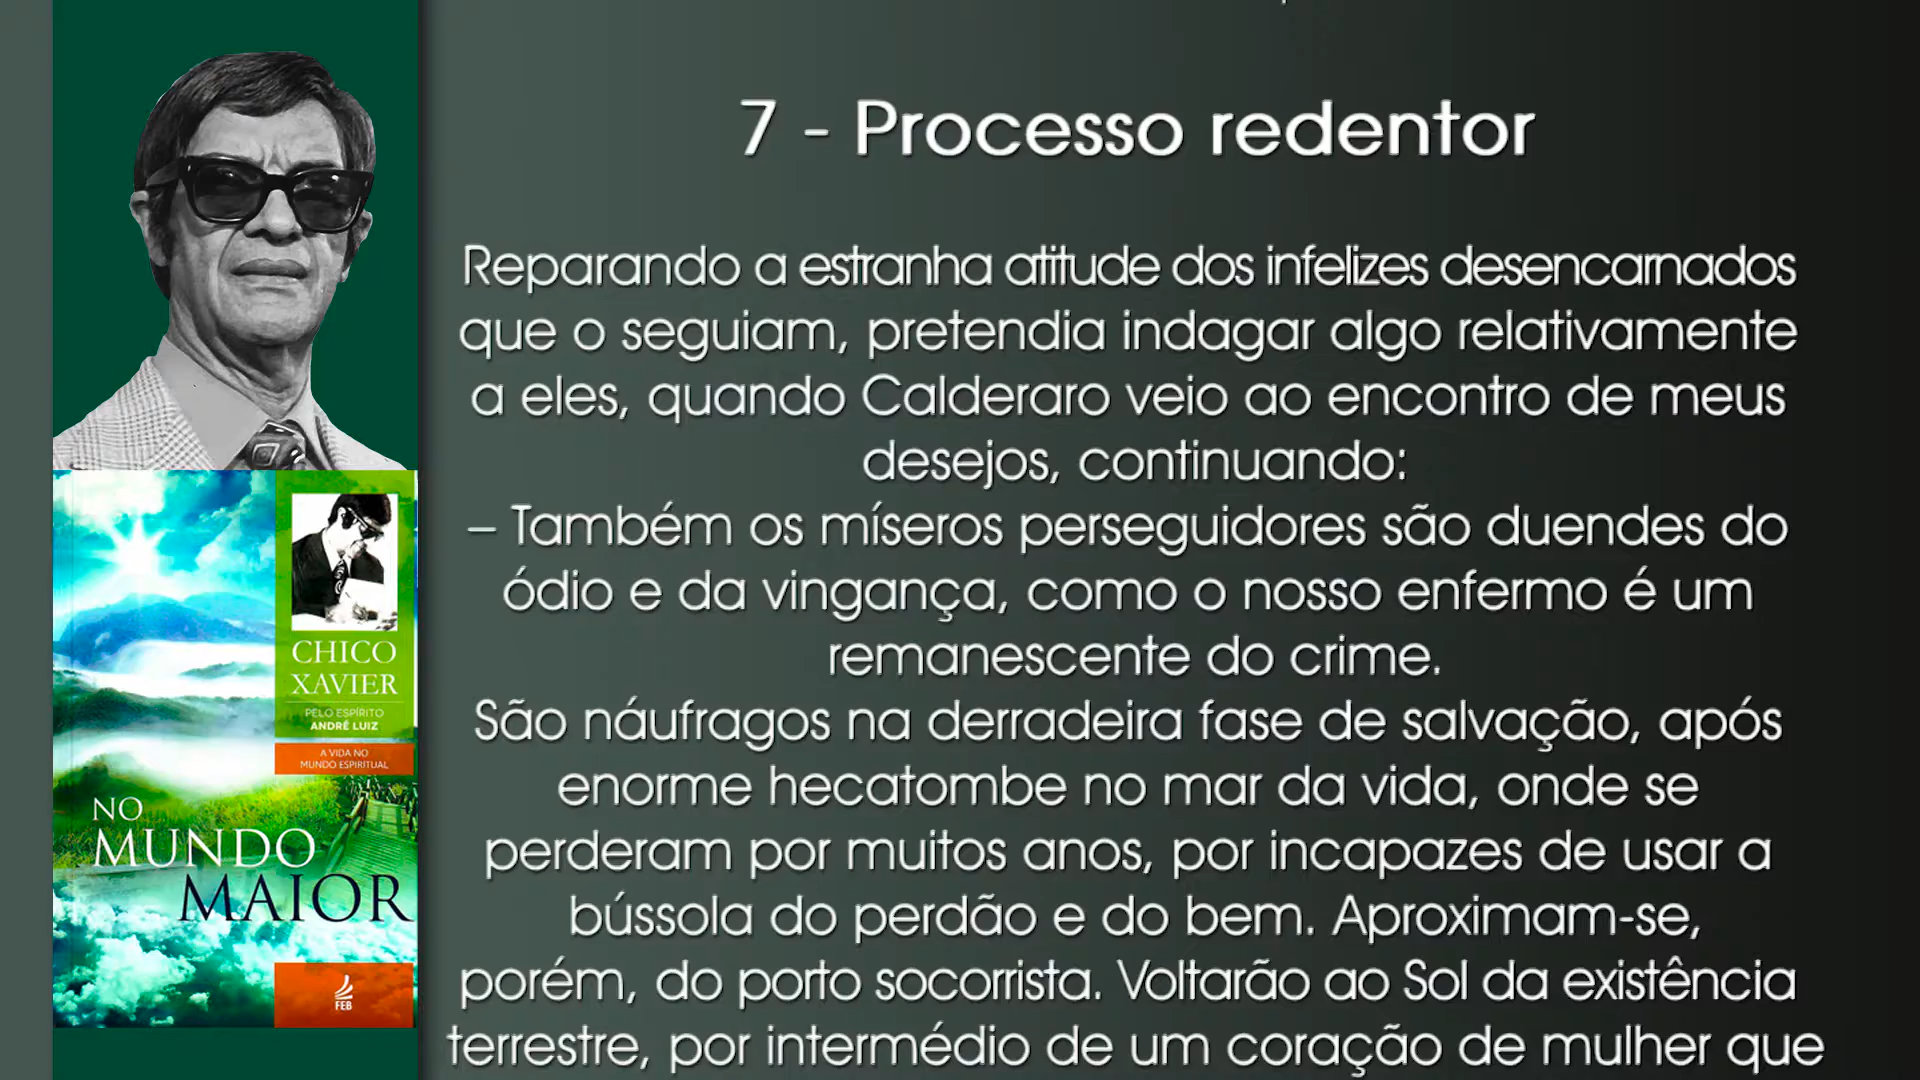 7 - Processo redentor
Reparando a estranha atitude dos infelizes desencarnados
que o seguiam, pretendia indagar algo relativamente
a eles, quando Calderaro veio ao encontro de meus
desejos, continuando:
– Também os míseros perseguidores são duendes do
ódio e da vingança, como o nosso enfermo é um
remanescente do crime.
São náufragos na derradeira fase de salvação, após
enorme hecatombe no mar da vida, onde se
perderam por muitos anos, por incapazes de usar a
bússola do perdão e do bem. Aproximam-se,
porém, do porto socorrista. Voltarão ao Sol da existência
terrestre, por intermédio de um coração de mulher que
CHICO
XAVIER
PELO ESPÍRITO
ANDRÉ LUIZ
A VIDA NO
MUNDO ESPIRITUAL
NO
MUNDO
MAIOR
FEB